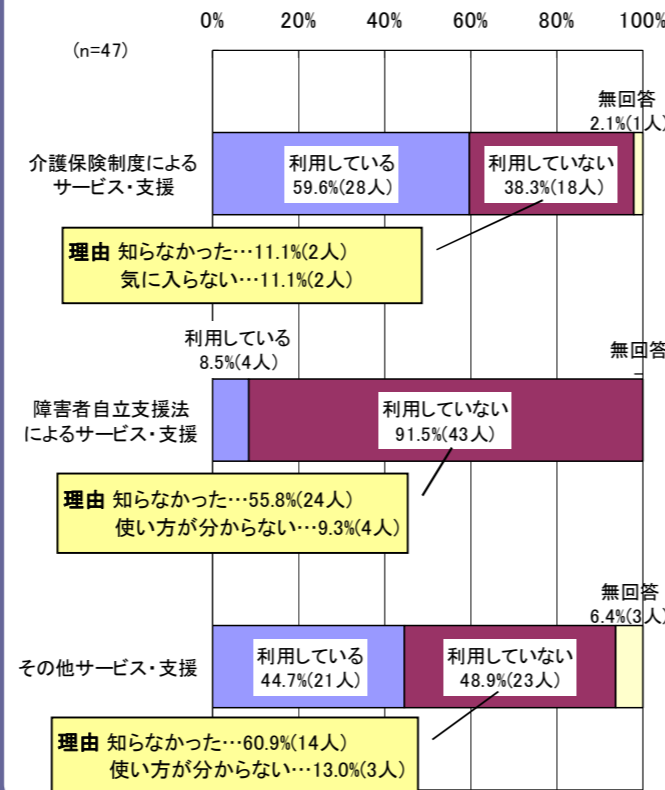 0% 20% 40% 60% 80% 100%
(n=47)
無回答
2.1%(1人)
介護保険制度による
サービス・支援
利用している
59.6%(28人)
利用していない
38.3%(18人)
理由 知らなかった…11.1%(2人)
気に入らない…11.1%(2人)
利用している
8.5%(4人)
無回答
障害者自立支援法
によるサービス・支援
利用していない
91.5%(43人)
理由 知らなかった…55.8%(24人)
使い方が分からない…9.3%(4人)
無回答
6.4%(3人)
その他サービス・支援
利用している
44.7%(21人)
利用していない
48.9%(23人)
理由 知らなかった…60.9%(14人)
使い方が分からない…13.0%(3人)